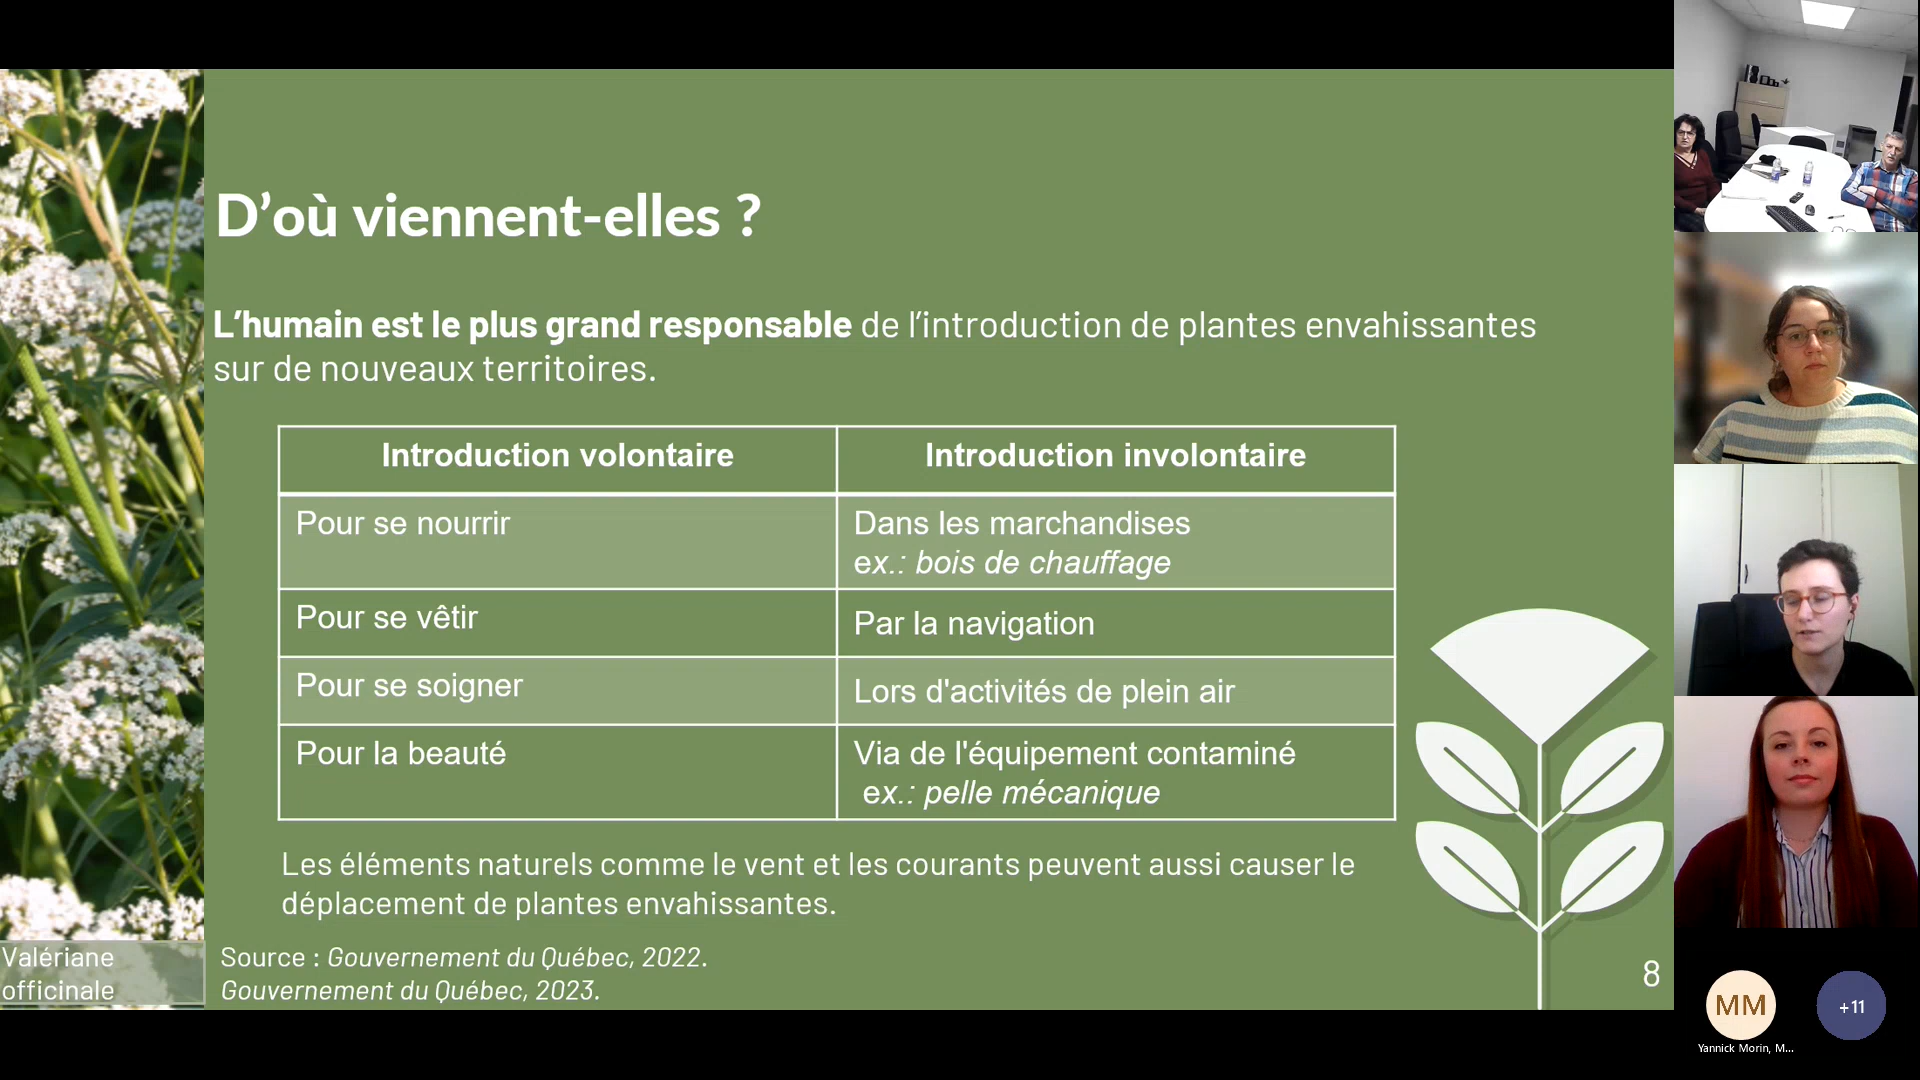 D’où viennent-elles ?
L’humain est le plus grand responsable de l’introduction de plantes envahissantes
sur de nouveaux territoires.
Introduction volontaire
Introduction involontaire
Pour se nourrir
Dans les marchandises
ex.: bois de chauffage
Pour se vêtir
Par la navigation
Pour se soigner
Lors d'activités de plein air
Pour la beauté
Via de l'équipement contaminé
ex.: pelle mécanique
Les éléments naturels comme le vent et les courants peuvent aussi causer le
déplacement de plantes envahissantes.
Valériane
officinale
Source : Gouvernement du Québec, 2022.
Gouvernement du Québec, 2023.
8
MM
+11
Yannick Morin, M...